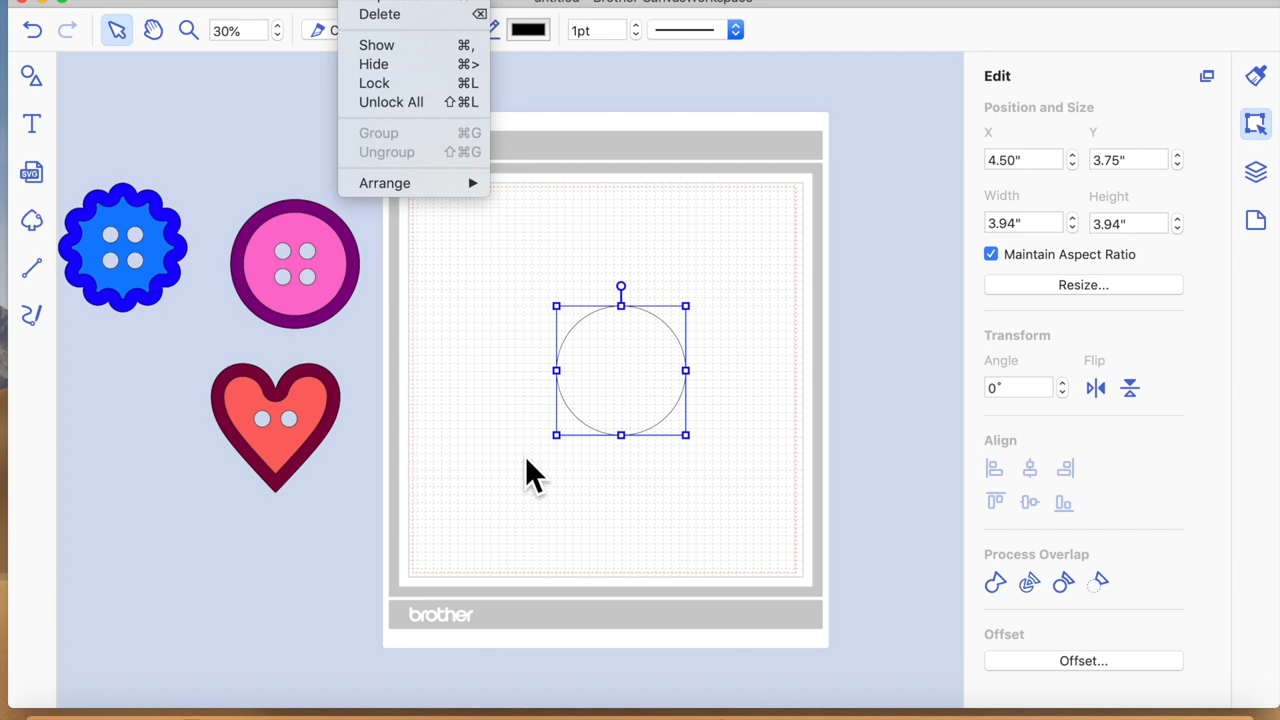 Delete
30%
1pt
Show ⌘,
Hide ⌘>
Lock ⌘L
Unlock All ⇧⌘L
Group ⌘G
Ungroup ⇧⌘G
Arrange
T
SVG
brother
Edit
Position and Size
X Y
4.50" 3.75"
Width Height
3.94" 3.94"
Maintain Aspect Ratio
Resize...
Transform
Angle Flip
0°
Align
Process Overlap
Offset
Offset...